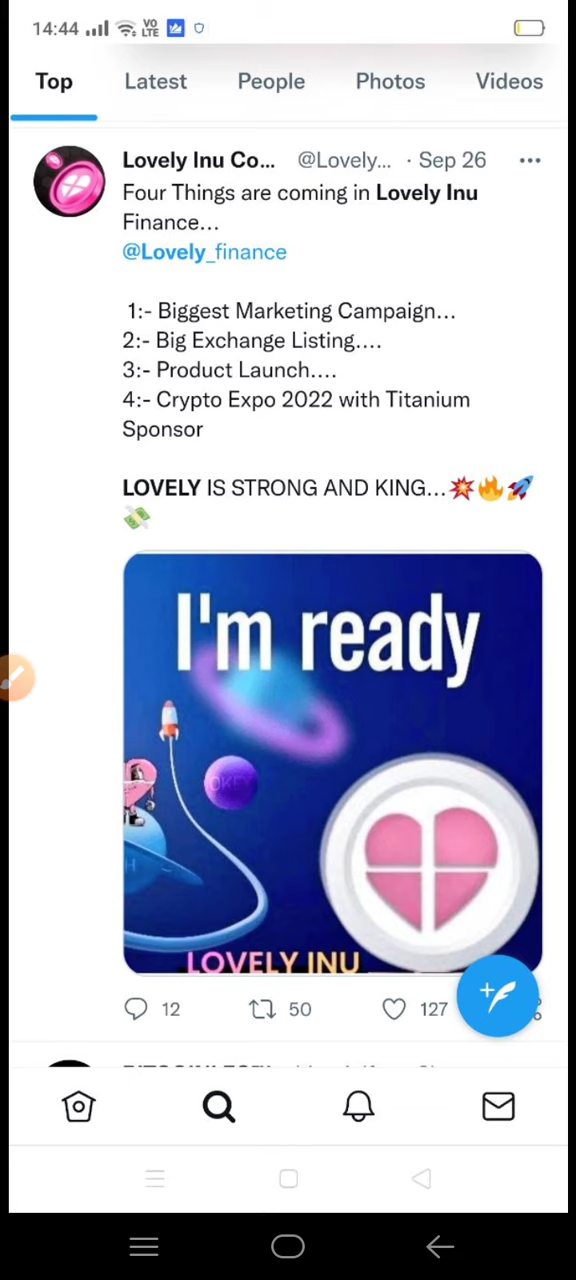 14:44 VO LTE
Top Latest People Photos Videos
Lovely Inu Co... @Lovely... · Sep 26 •••
Four Things are coming in Lovely Inu
Finance...
@Lovely_finance
1:- Biggest Marketing Campaign...
2:- Big Exchange Listing....
3:- Product Launch....
4:- Crypto Expo 2022 with Titanium
Sponsor
LOVELY IS STRONG AND KING...💥🔥🚀
💸
I'm ready
LOVELY INU
12 50 127